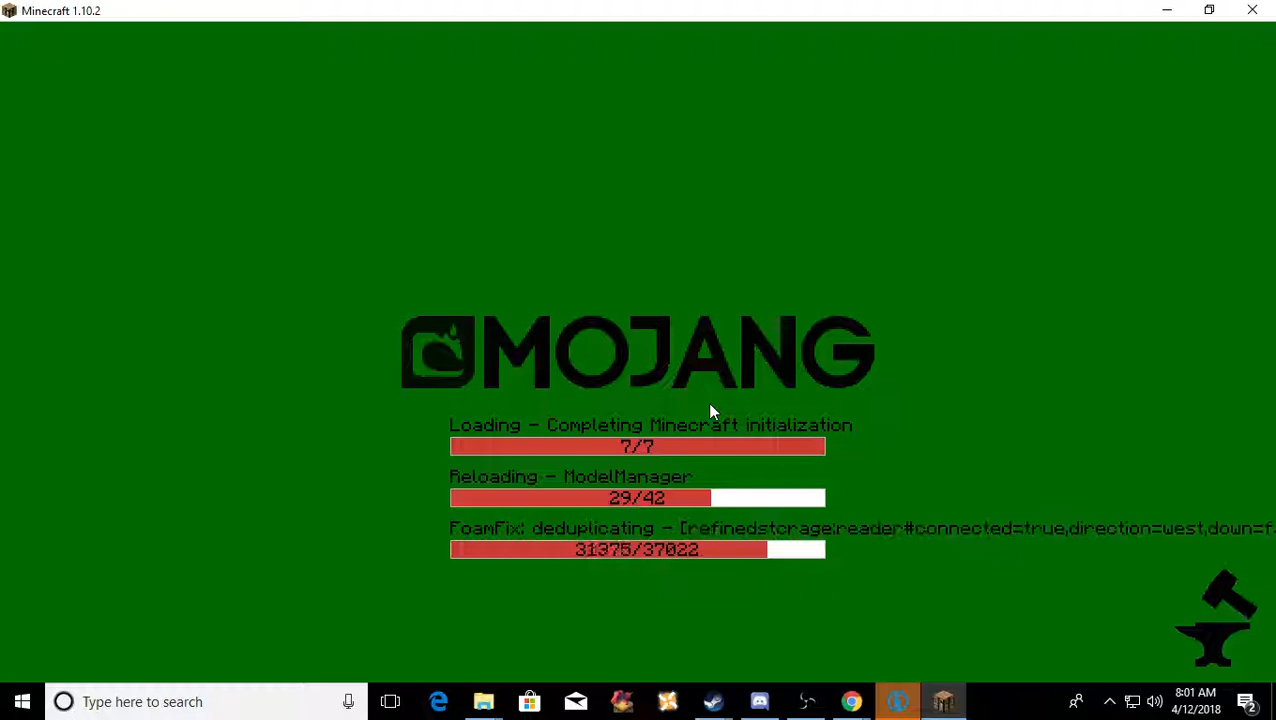 Minecraft 1.10.2
MOJANG
Loading - Completing Minecraft initialization
7/7
Reloading - ModelManager
29/42
FoamFix: deduplicating - [refinedstorage:reader#connected=true,direction=west,down=f
31375/37022
Type here to search
8:01 AM
4/12/2018
2